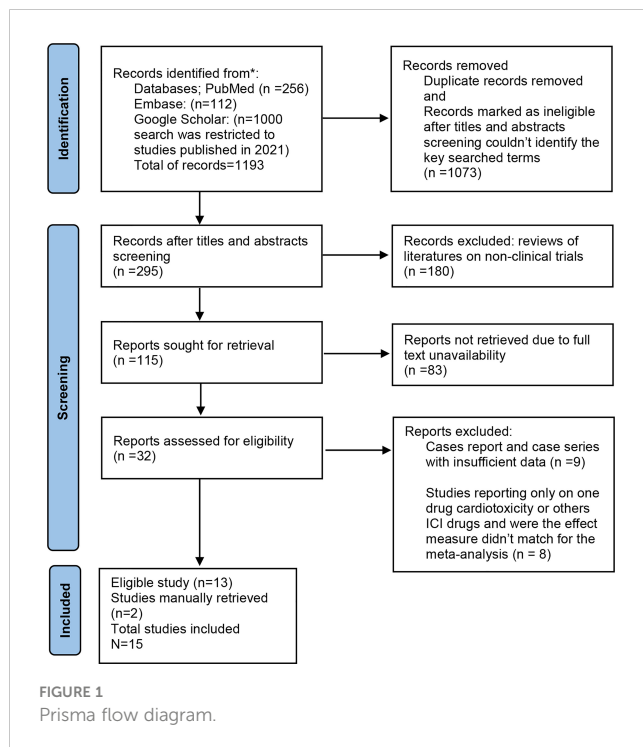 Identification
Records identified from*:
Databases; PubMed (n =256)
Embase: (n=112)
Google Scholar: (n=1000
search was restricted to
studies published in 2021)
Total of records=1193
Records removed
Duplicate records removed
and
Records marked as ineligible
after titles and abstracts
screening couldn't identify the
key searched terms
(n =1073)
Screening
Records after titles and abstracts
screening
(n =295)
Records excluded: reviews of
literatures on non-clinical trials
(n =180)
Reports sought for retrieval
(n =115)
Reports not retrieved due to full
text unavailability
(n =83)
Reports assessed for eligibility
(n =32)
Reports excluded:
Cases report and case series
with insufficient data (n =9)
Studies reporting only on one
drug cardiotoxicity or others
ICI drugs and were the effect
measure didn't match for the
meta-analysis (n = 8)
Included
Eligible study (n=13)
Studies manually retrieved
(n=2)
Total studies included
N=15
FIGURE 1
Prisma flow diagram.